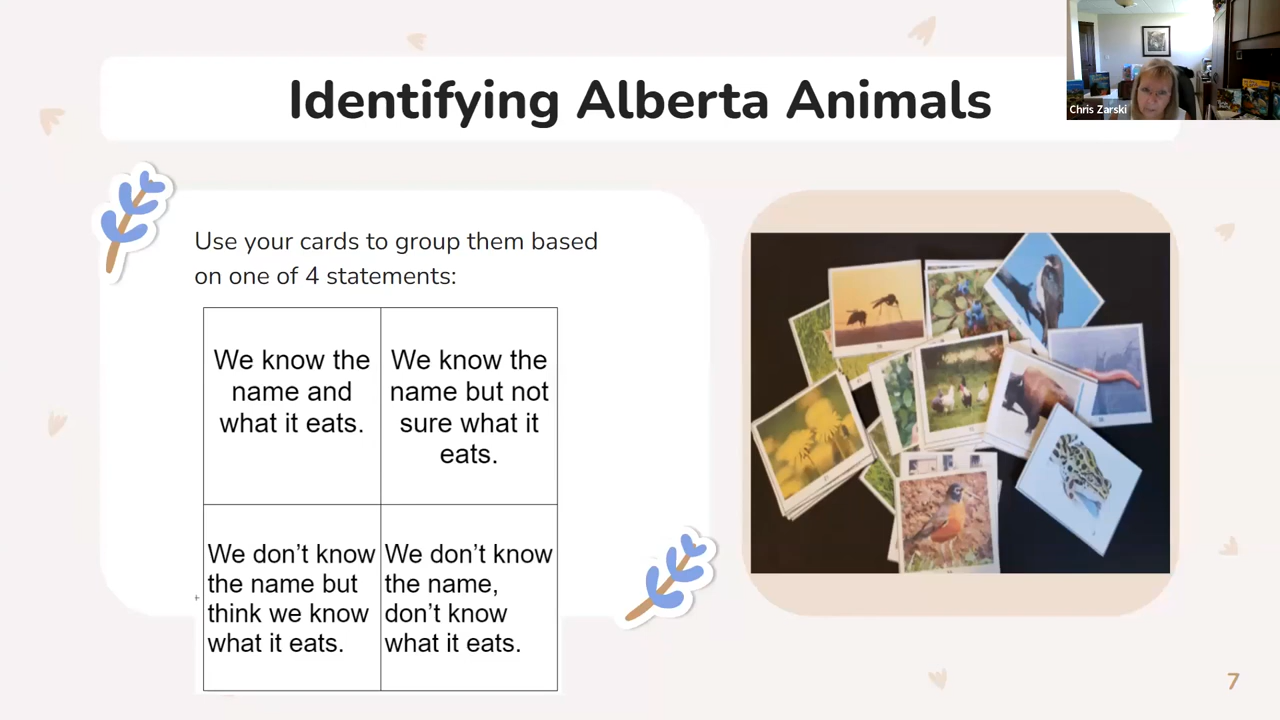 Identifying Alberta Animals
Chris Zarski
Use your cards to group them based
on one of 4 statements:
We know the
name and
what it eats.
We know the
name but not
sure what it
eats.
We don’t know
the name but
think we know
what it eats.
We don’t know
the name,
don’t know
what it eats.
7